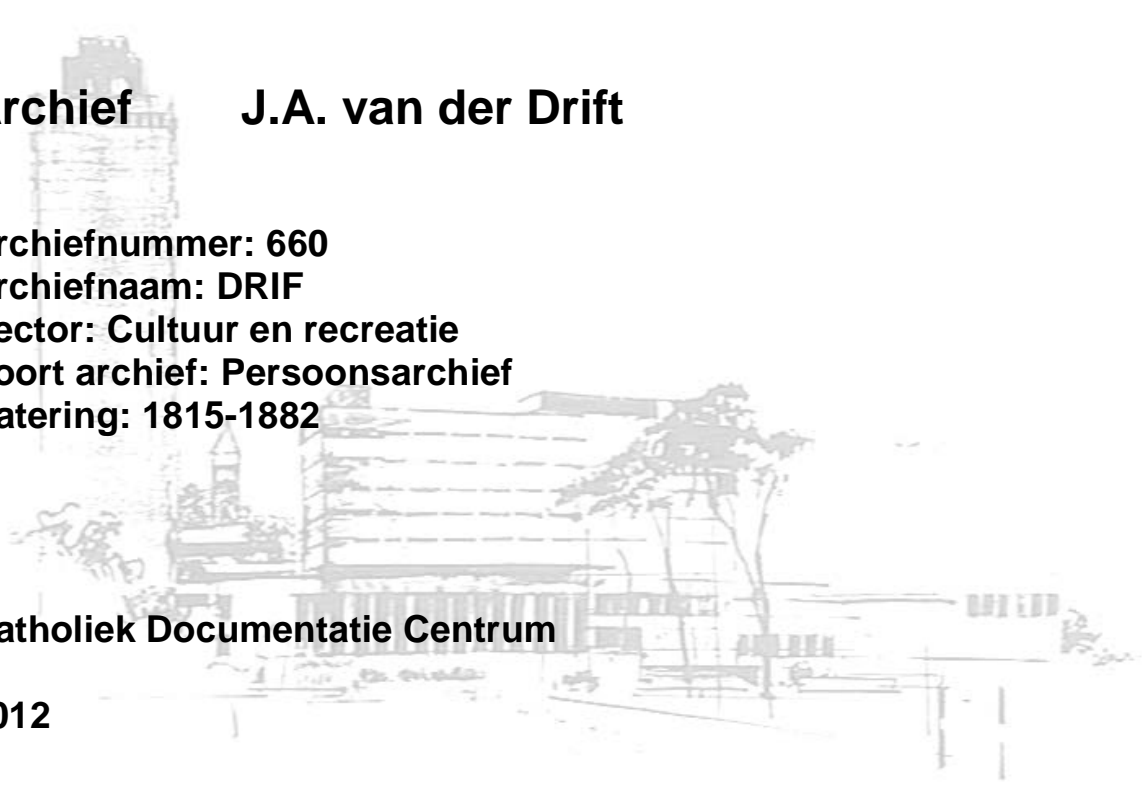 rchief J.A. van der Drift
rchiefnummer: 660
rchiefnaam: DRIF
ector: Cultuur en recreatie
oort archief: Persoonsarchief
atering: 1815-1882
atholiek Documentatie Centrum
012